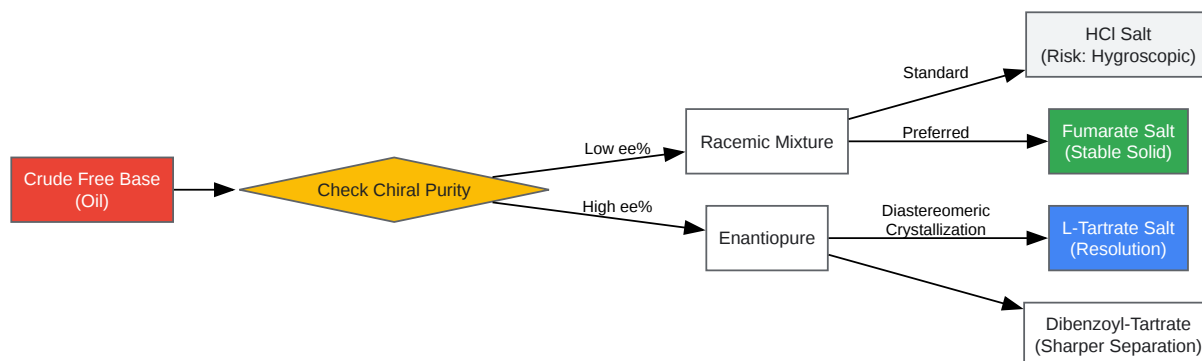 Crude Free Base
(Oil)
Check Chiral Purity
Low ee%
High ee%
Racemic Mixture
Enantiopure
Standard
Preferred
Diastereomeric
Crystallization
HCl Salt
(Risk: Hygroscopic)
Fumarate Salt
(Stable Solid)
L-Tartrate Salt
(Resolution)
Dibenzoyl-Tartrate
(Sharper Separation)